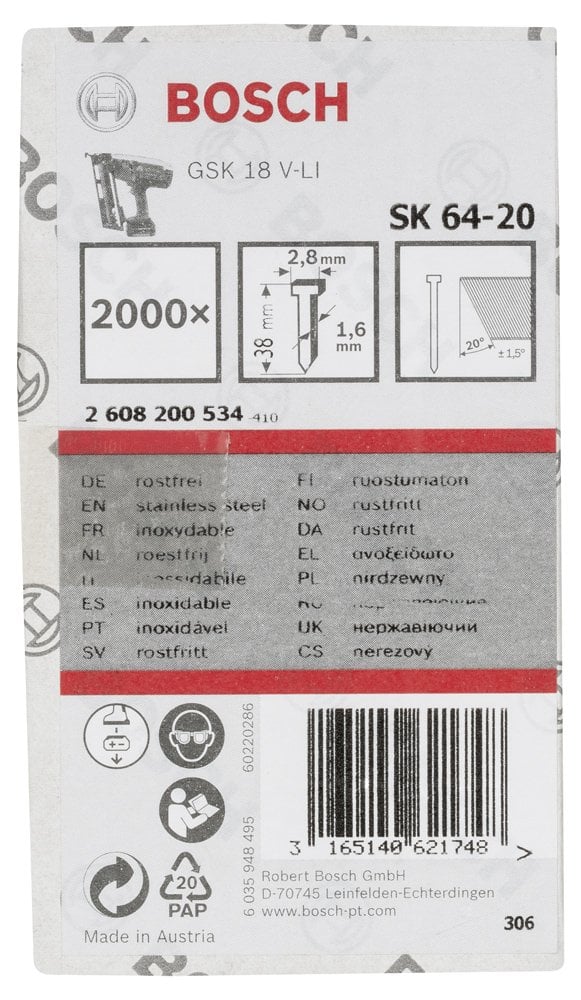 BOSCH
GSK 18 V-LI
SK 64-20
2000×
2,8 mm
38 mm
1,6 mm
20°
± 1,5°
2 608 200 534 -410
DE rostfrei
EN stainless steel
FR inoxydable
NL roestfrij
ES inoxidable
PT inoxidável
SV rostfritt
FI ruostumaton
NO rustfritt
DA rustfrit
EL ανοξείδωτο
PL nirdzewny
UK нержавіючий
CS nerezovy
60220286
6 035 948 495
3 165140 621748 >
20
PAP
Made in Austria
Robert Bosch GmbH
D-70745 Leinfelden-Echterdingen
www.bosch-pt.com
306